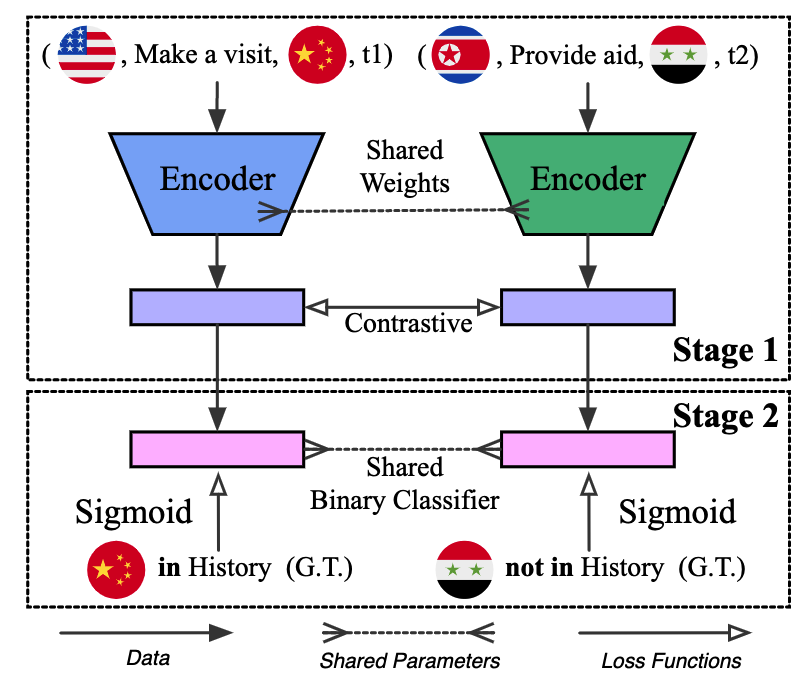 ( , Make a visit, , t1) ( , Provide aid, , t2)
Encoder
Shared
Weights
Encoder
Contrastive
Stage 1
Stage 2
Shared
Binary Classifier
Sigmoid
Sigmoid
in History (G.T.)
not in History (G.T.)
Data
Shared Parameters
Loss Functions